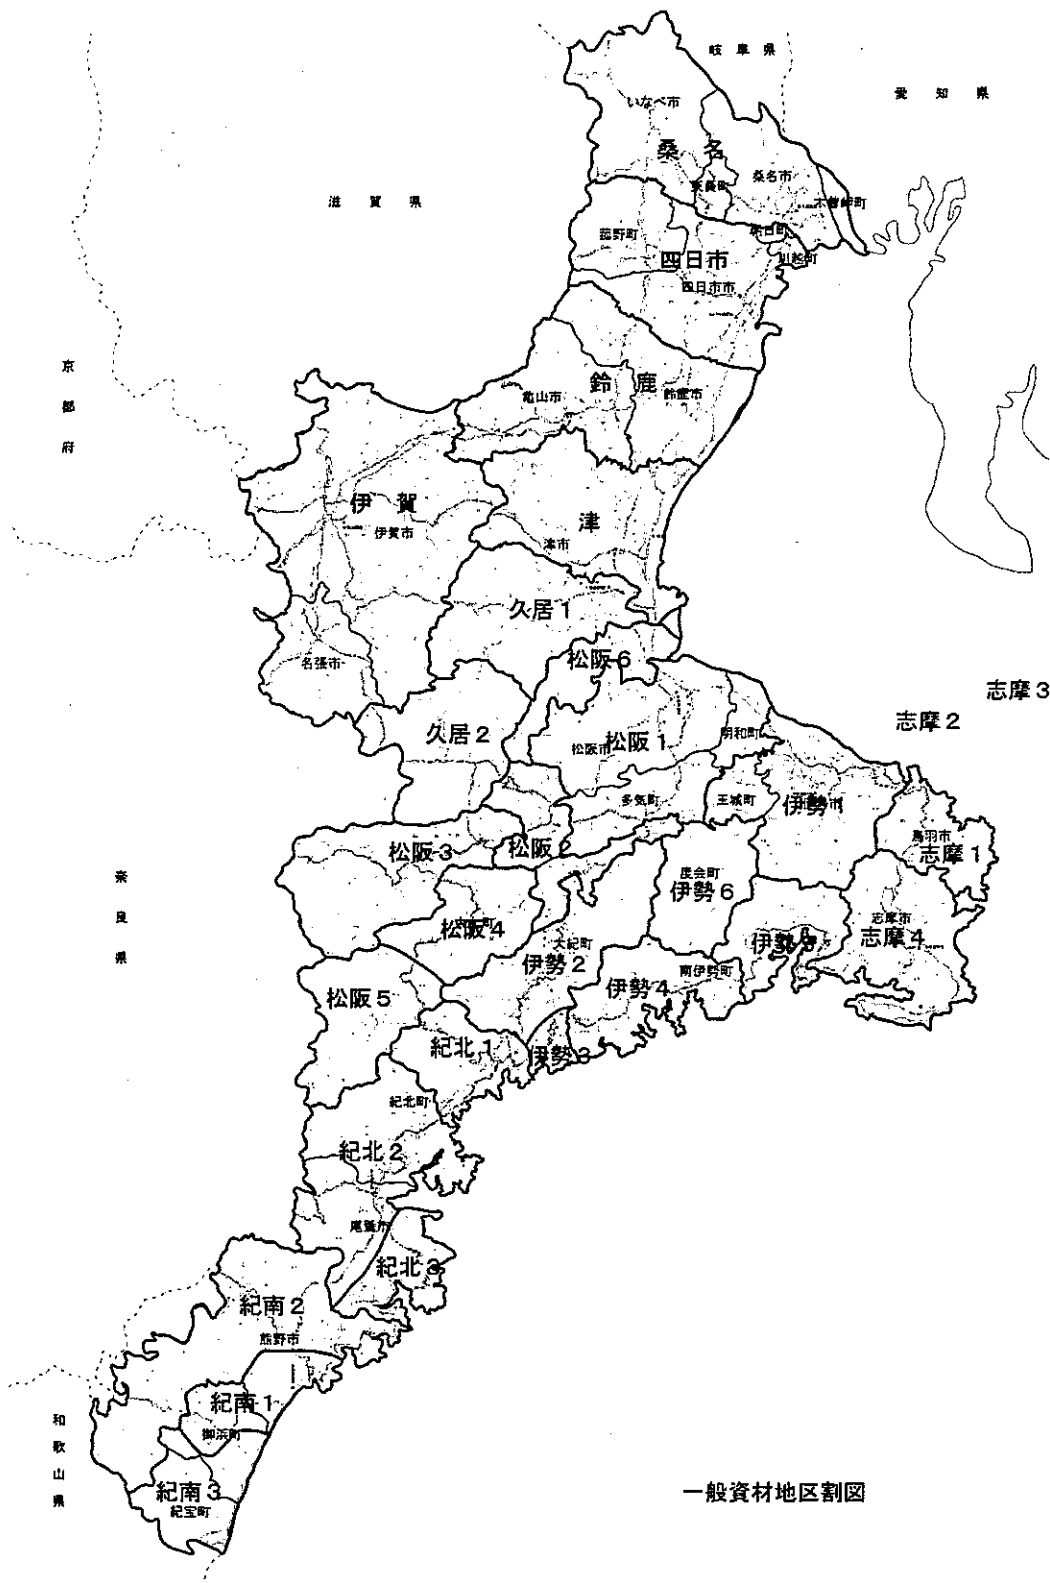 岐阜県
愛知県
いなべ市
桑名
桑名市
東員町
木曽岬町
滋賀県
菰野町
朝日町
四日市
川越町
四日市市
京都府
鈴鹿
亀山市
鈴鹿市
伊賀
伊賀市
津
津市
久居1
松阪6
名張市
志摩3
志摩2
久居2
松阪1
松阪市
明和町
多気町
玉城町
伊勢1
鳥羽市
志摩1
松阪3
松阪2
奈良県
度会町
伊勢6
志摩市
志摩4
松阪4
大紀町
伊勢2
南伊勢町
伊勢4
松阪5
紀北1
伊勢3
紀北町
紀北2
尾鷲市
紀北3
紀南2
熊野市
紀南1
御浜町
和歌山県
紀南3
紀宝町
一般資材地区割図